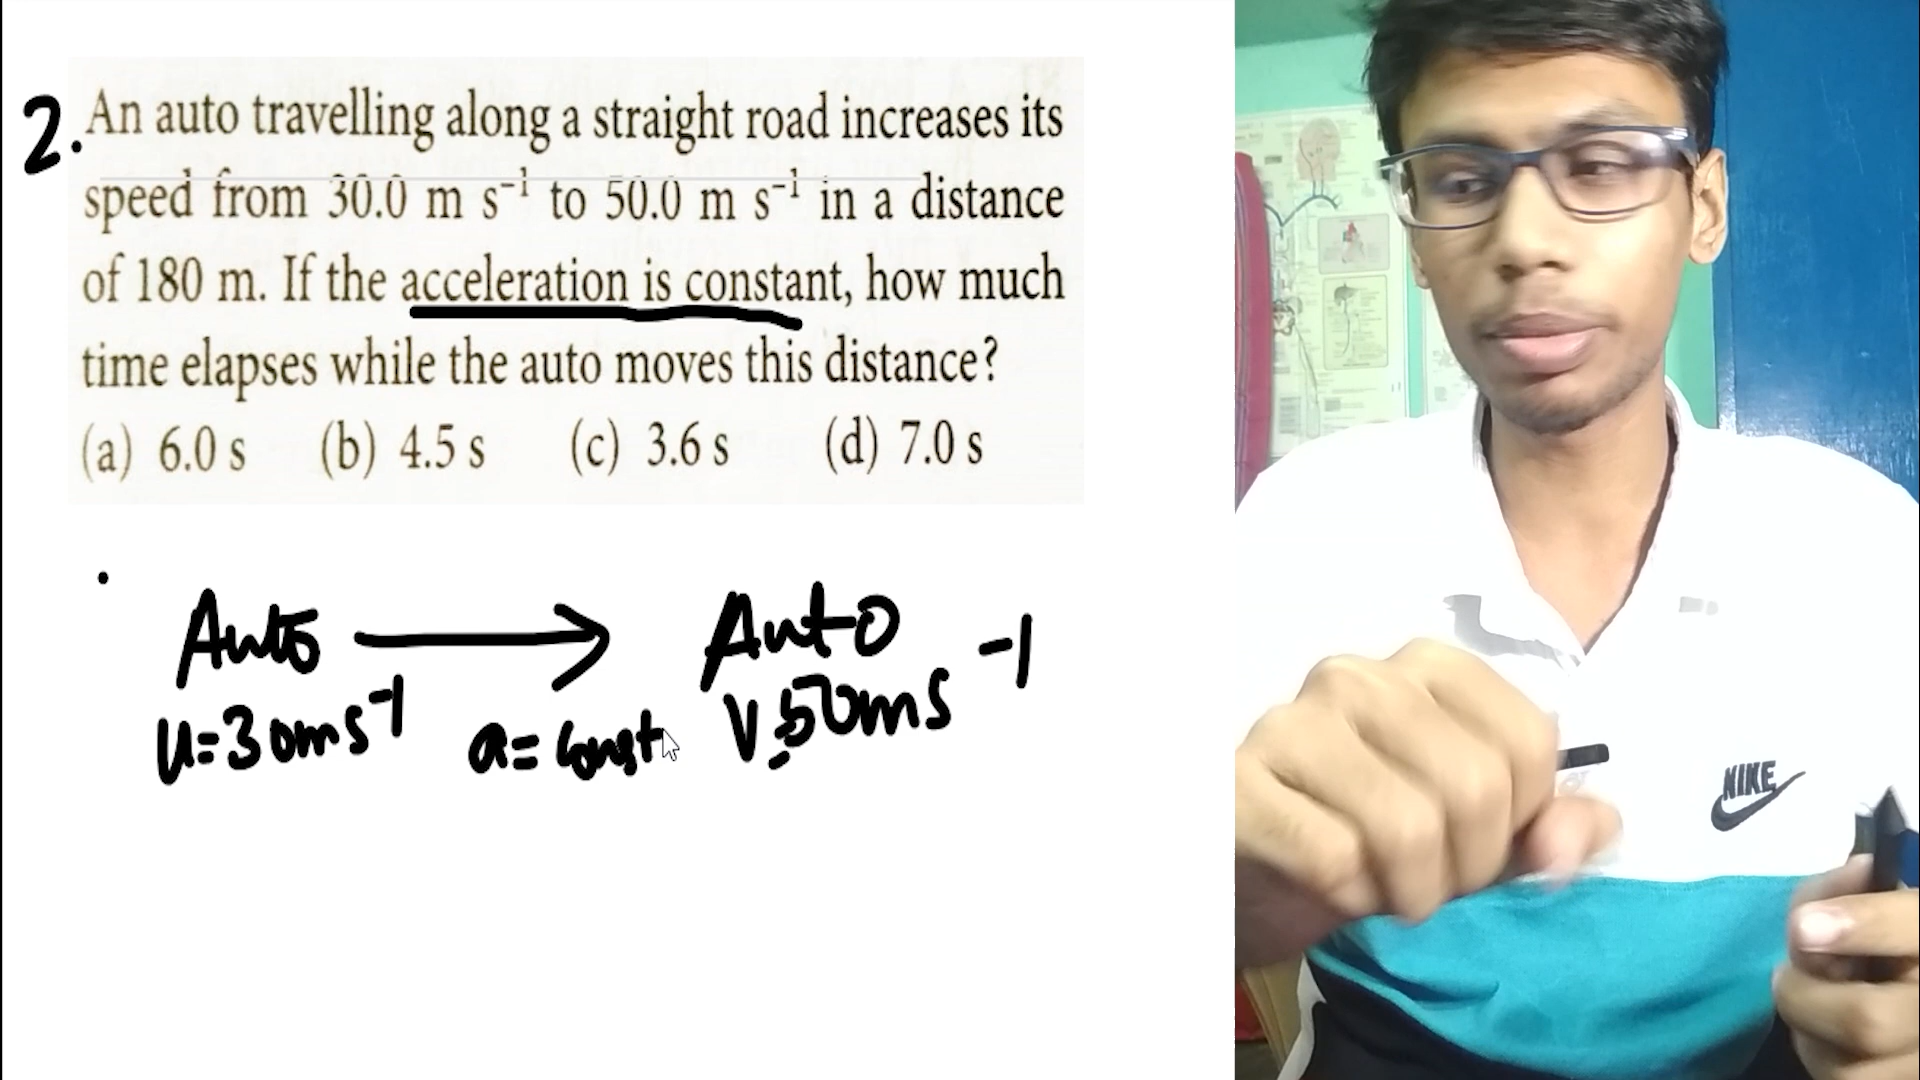 2.
An auto travelling along a straight road increases its
speed from 30.0 m s⁻¹ to 50.0 m s⁻¹ in a distance
of 180 m. If the acceleration is constant, how much
time elapses while the auto moves this distance?
(a) 6.0 s (b) 4.5 s (c) 3.6 s (d) 7.0 s
Auto → Auto
u=30ms⁻¹ a=const. v=50ms⁻¹
NIKE